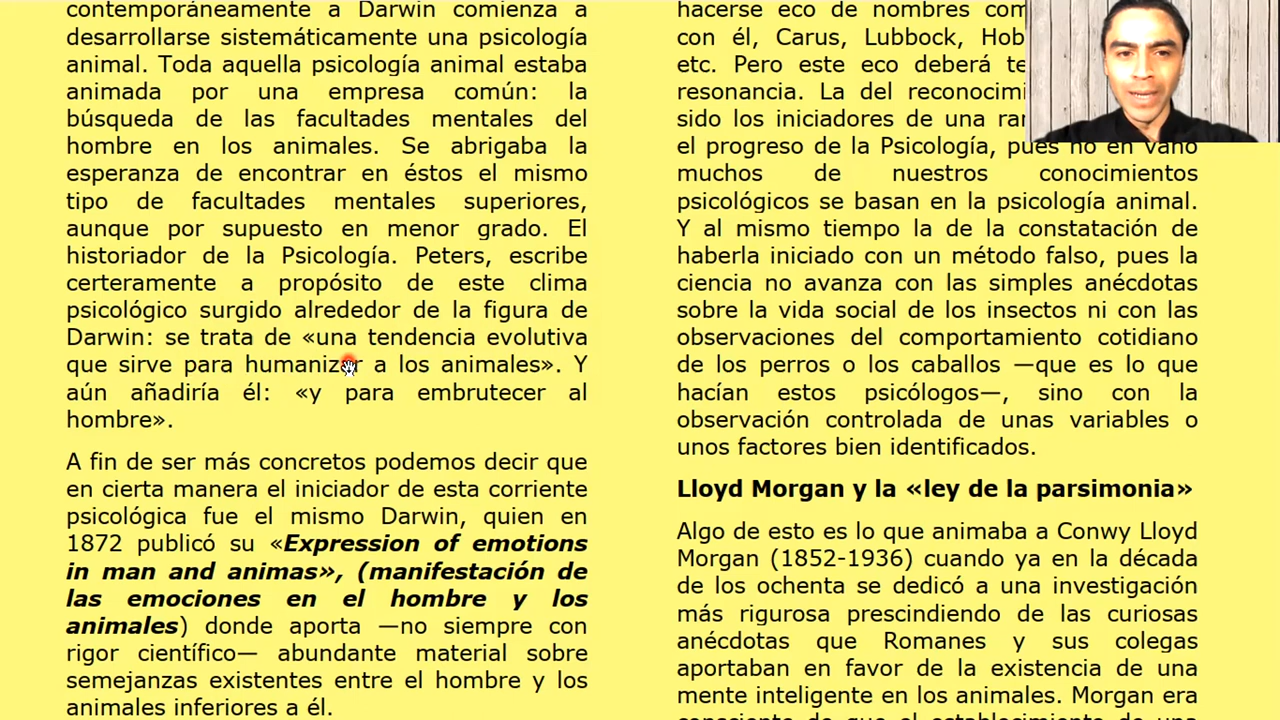 contemporáneamente a Darwin comienza a
desarrollarse sistemáticamente una psicología
animal. Toda aquella psicología animal estaba
animada por una empresa común: la
búsqueda de las facultades mentales del
hombre en los animales. Se abrigaba la
esperanza de encontrar en éstos el mismo
tipo de facultades mentales superiores,
aunque por supuesto en menor grado. El
historiador de la Psicología. Peters, escribe
certeramente a propósito de este clima
psicológico surgido alrededor de la figura de
Darwin: se trata de «una tendencia evolutiva
que sirve para humanizar a los animales». Y
aún añadiría él: «y para embrutecer al
hombre».
A fin de ser más concretos podemos decir que
en cierta manera el iniciador de esta corriente
psicológica fue el mismo Darwin, quien en
1872 publicó su «Expression of emotions
in man and animas», (manifestación de
las emociones en el hombre y los
animales) donde aporta —no siempre con
rigor científico— abundante material sobre
semejanzas existentes entre el hombre y los
animales inferiores a él.
hacerse eco de nombres
con él, Carus, Lubbock,
etc. Pero este eco deberá
resonancia. La del
sido los iniciadores de una
el progreso de la Psicología, pues no en vano
muchos de nuestros conocimientos
psicológicos se basan en la psicología animal.
Y al mismo tiempo la de la constatación de
haberla iniciado con un método falso, pues la
ciencia no avanza con las simples anécdotas
sobre la vida social de los insectos ni con las
observaciones del comportamiento cotidiano
de los perros o los caballos —que es lo que
hacían estos psicólogos—, sino con la
observación controlada de unas variables o
unos factores bien identificados.
Lloyd Morgan y la «ley de la parsimonia»
Algo de esto es lo que animaba a Conwy Lloyd
Morgan (1852-1936) cuando ya en la década
de los ochenta se dedicó a una investigación
más rigurosa prescindiendo de las curiosas
anécdotas que Romanes y sus colegas
aportaban en favor de la existencia de una
mente inteligente en los animales. Morgan era